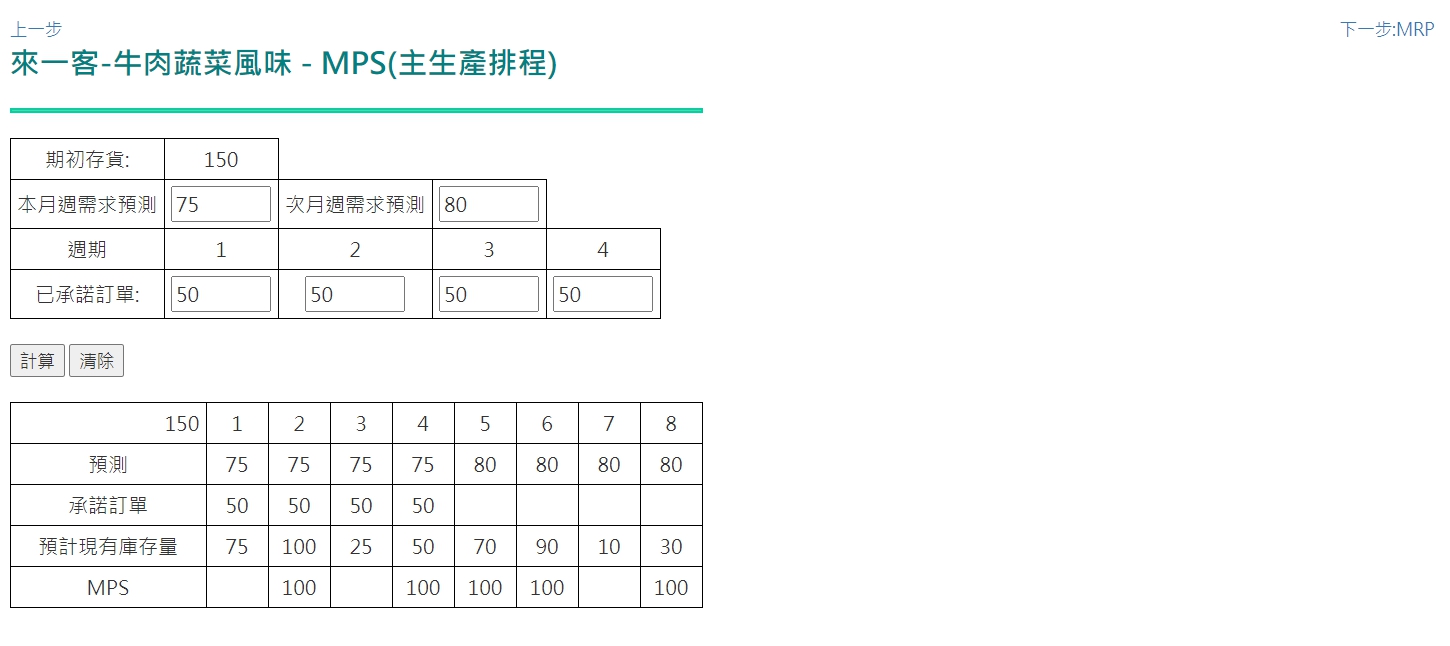 上一步 下一步:MRP
來一客-牛肉蔬菜風味 - MPS(主生產排程)
期初存貨: 150
本月週需求預測 75 次月週需求預測 80
週期 1 2 3 4
已承諾訂單: 50 50 50 50
計算 清除
150 1 2 3 4 5 6 7 8
預測 75 75 75 75 80 80 80 80
承諾訂單 50 50 50 50
預計現有庫存量 75 100 25 50 70 90 10 30
MPS 100 100 100 100 100